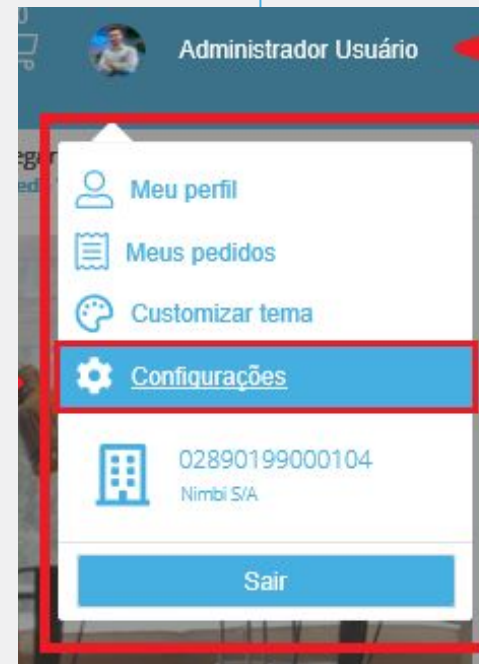 Administrador Usuário
Meu perfil
Meus pedidos
Customizar tema
Configurações
02890199000104
Nimbi S/A
Sair